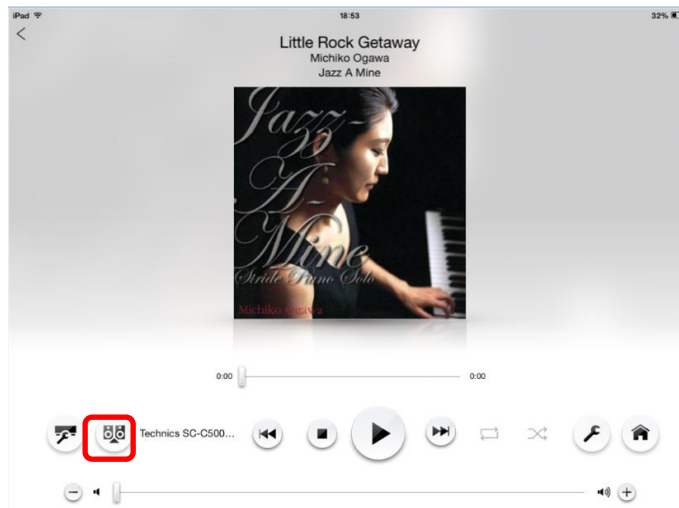 iPad
18:53
32%
Little Rock Getaway
Michiko Ogawa
Jazz A Mine
Jazz-
A-
Mine
Stride Piano Solo
Michiko Ogawa
0:00
0:00
Technics SC-C500...